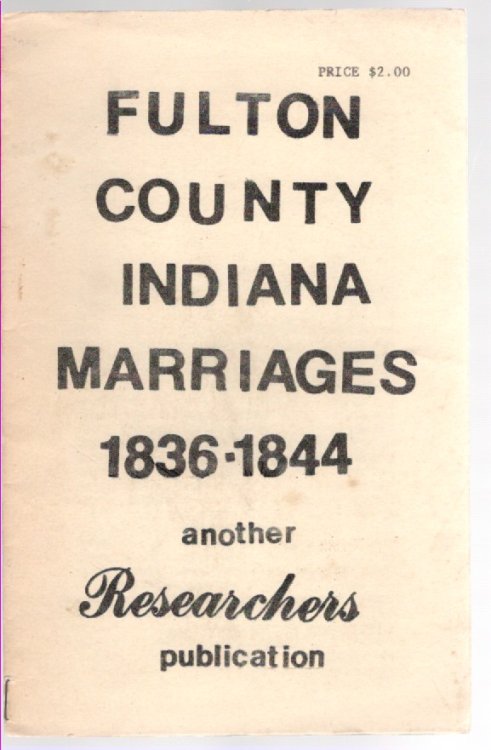 PRICE $2.00
FULTON
COUNTY
INDIANA
MARRIAGES
1836-1844
another
Researchers
publication